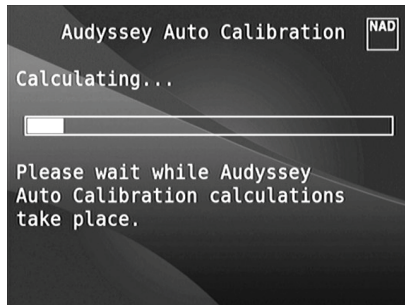 Audyssey Auto Calibration
NAD
Calculating...
Please wait while Audyssey
Auto Calibration calculations
take place.